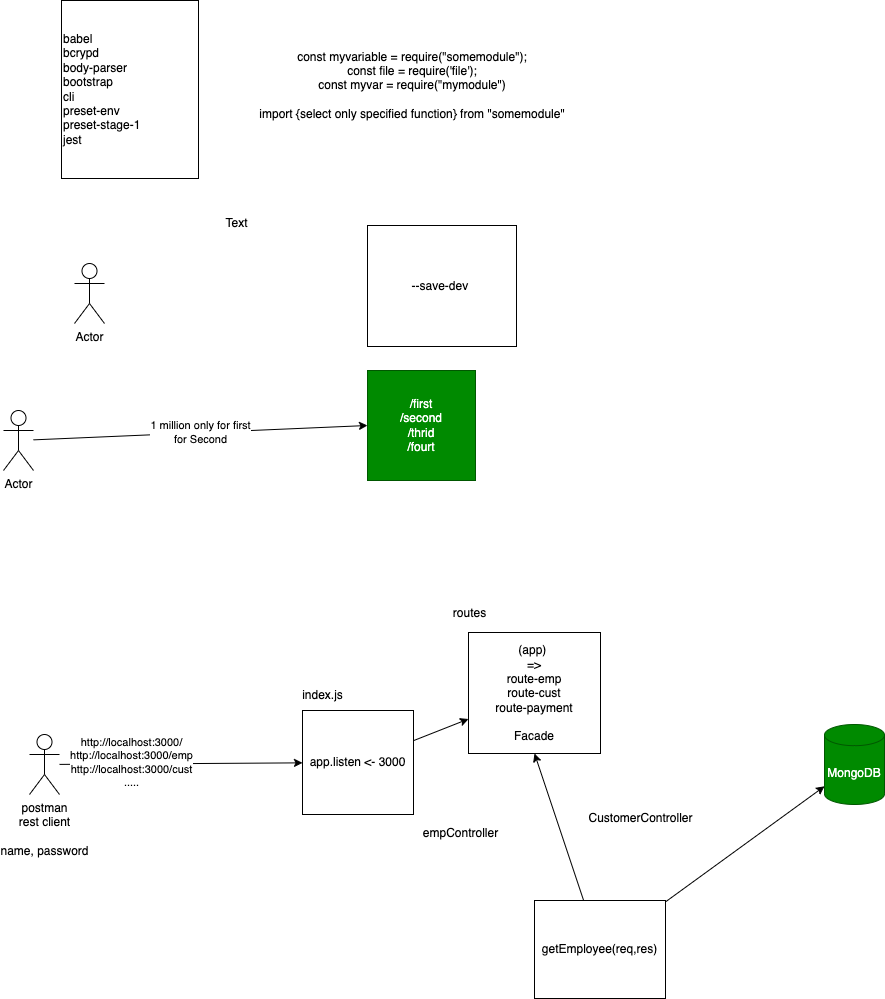 babel
bcrypd
body-parser
bootstrap
cli
preset-env
preset-stage-1
jest
const myvariable = require("somemodule");
const file = require('file');
const myvar = require("mymodule")
import {select only specified function} from "somemodule"
Text
Actor
--save-dev
Actor
1 million only for first
for Second
/first
/second
/thrid
/fourt
routes
(app)
=>
route-emp
route-cust
route-payment
Facade
index.js
app.listen <- 3000
http://localhost:3000/
http://localhost:3000/emp
http://localhost:3000/cust
.....
postman
rest client
name, password
empController
CustomerController
MongoDB
getEmployee(req,res)